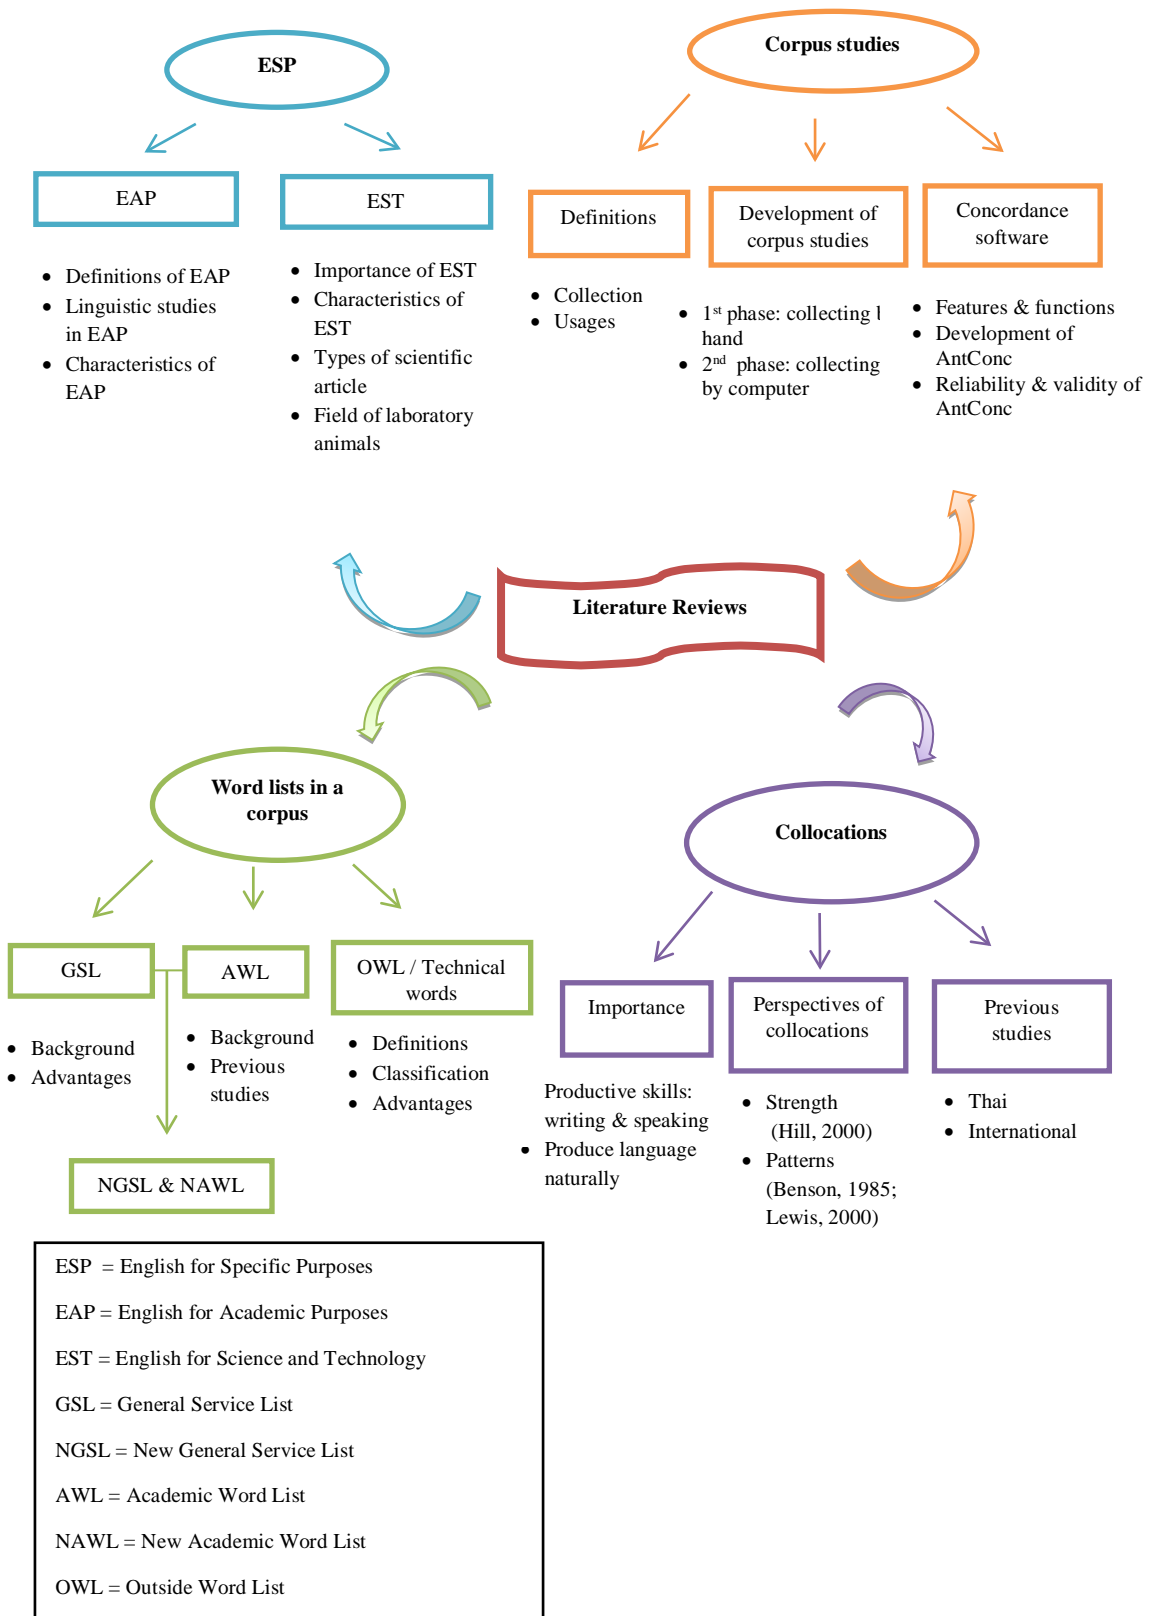 ESP
EAP
• Definitions of EAP
• Linguistic studies
in EAP
• Characteristics of
EAP
EST
• Importance of EST
• Characteristics of
EST
• Types of scientific
article
• Field of laboratory
animals
Corpus studies
Definitions
• Collection
• Usages
Development of
corpus studies
• 1st phase: collecting
hand
• 2nd phase: collecting
by computer
Concordance
software
• Features & functions
• Development of
AntConc
• Reliability & validity of
AntConc
Literature Reviews
Word lists in a
corpus
GSL
• Background
• Advantages
AWL
• Background
• Previous
studies
OWL / Technical
words
• Definitions
• Classification
• Advantages
NGSL & NAWL
Collocations
Importance
Productive skills:
writing & speaking
• Produce language
naturally
Perspectives of
collocations
• Strength
(Hill, 2000)
• Patterns
(Benson, 1985;
Lewis, 2000)
Previous
studies
• Thai
• International
ESP = English for Specific Purposes
EAP = English for Academic Purposes
EST = English for Science and Technology
GSL = General Service List
NGSL = New General Service List
AWL = Academic Word List
NAWL = New Academic Word List
OWL = Outside Word List